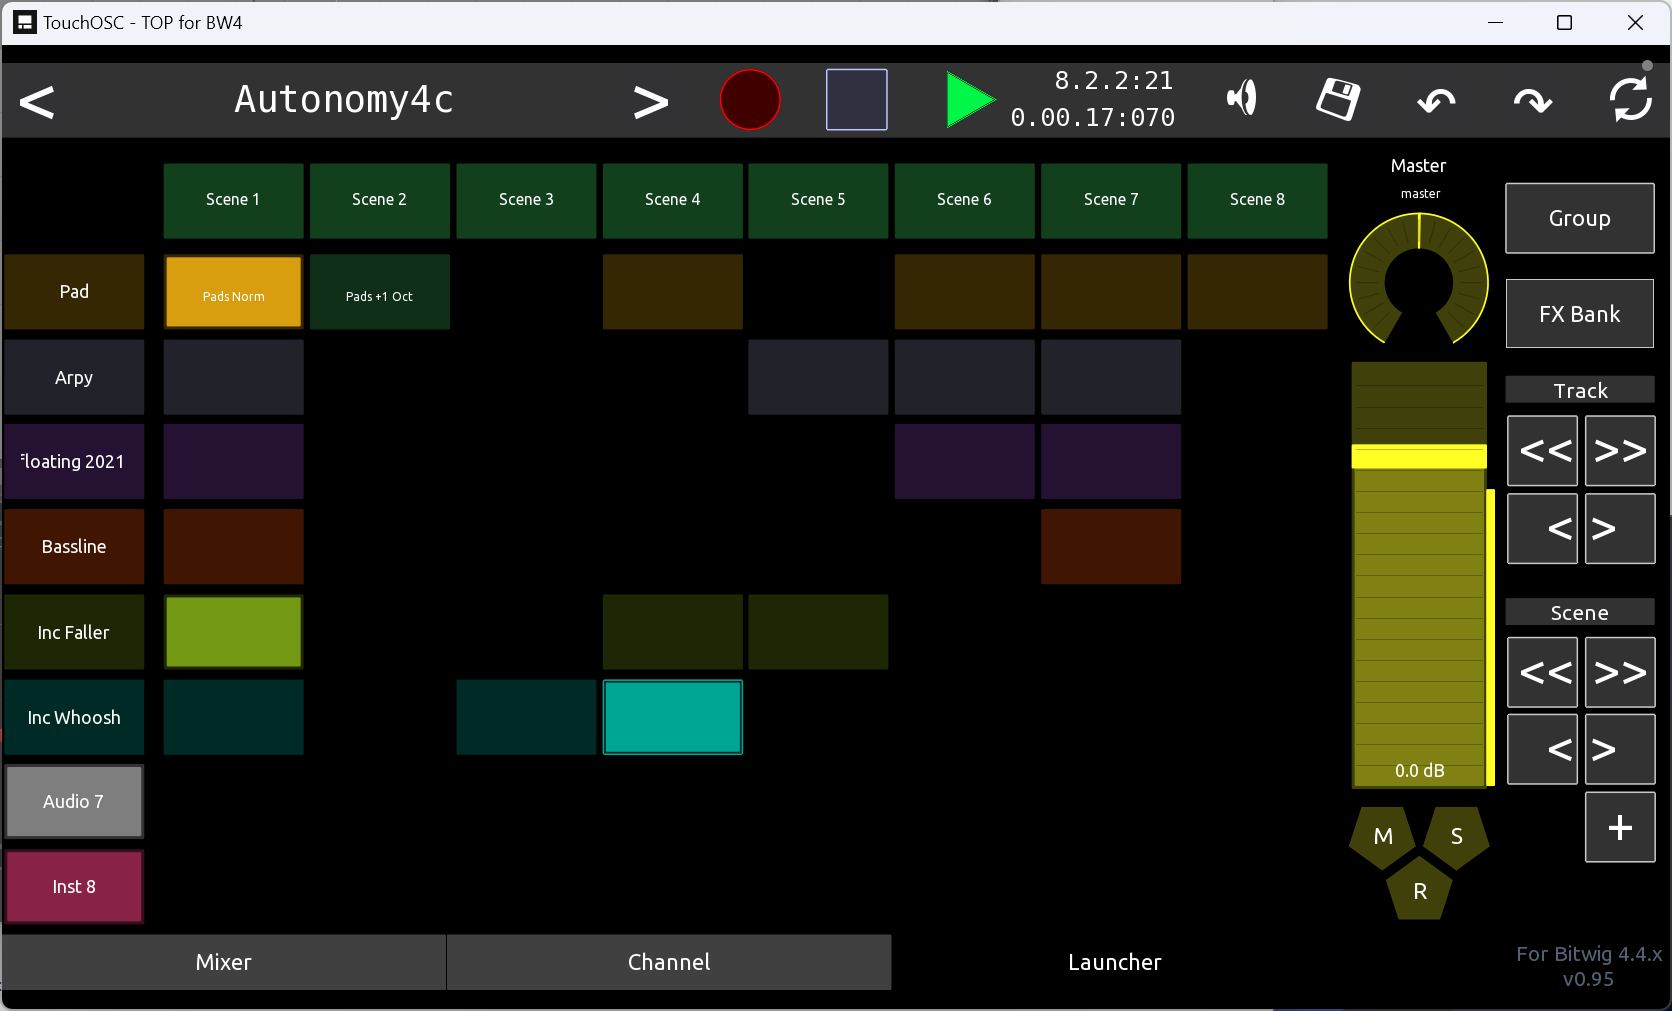 TouchOSC - TOP for BW4
< Autonomy4c >
8.2.2:21
0.00.17:070
Scene 1 Scene 2 Scene 3 Scene 4 Scene 5 Scene 6 Scene 7 Scene 8
Pad Pads Norm Pads +1 Oct
Arpy
Floating 2021
Bassline
Inc Faller
Inc Whoosh
Audio 7
Inst 8
Master
master
0.0 dB
M S
R
Group
FX Bank
Track
<< >>
< >
Scene
<< >>
< >
+
Mixer Channel Launcher
For Bitwig 4.4.x
v0.95